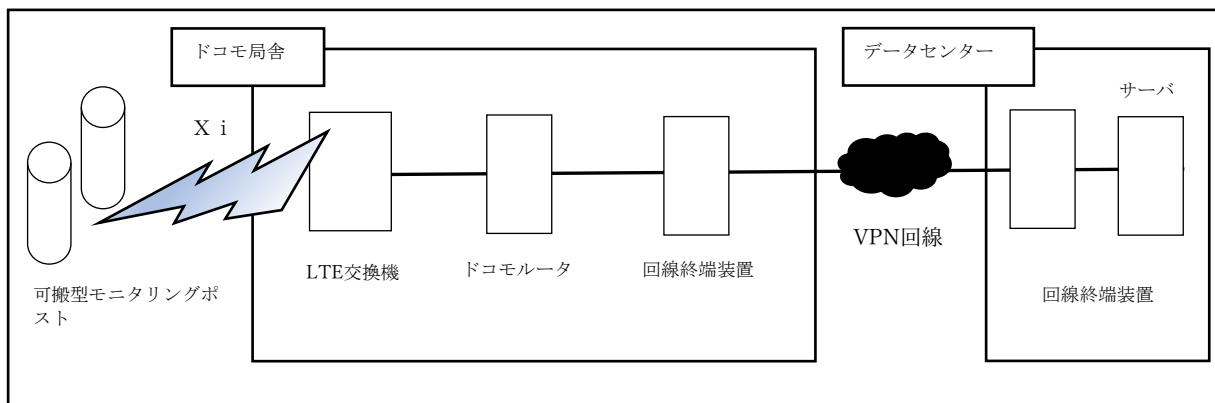 ドコモ局舎
データセンター
サーバ
Ｘｉ
VPN回線
LTE交換機
ドコモルータ
回線終端装置
可搬型モニタリングポ
スト
回線終端装置